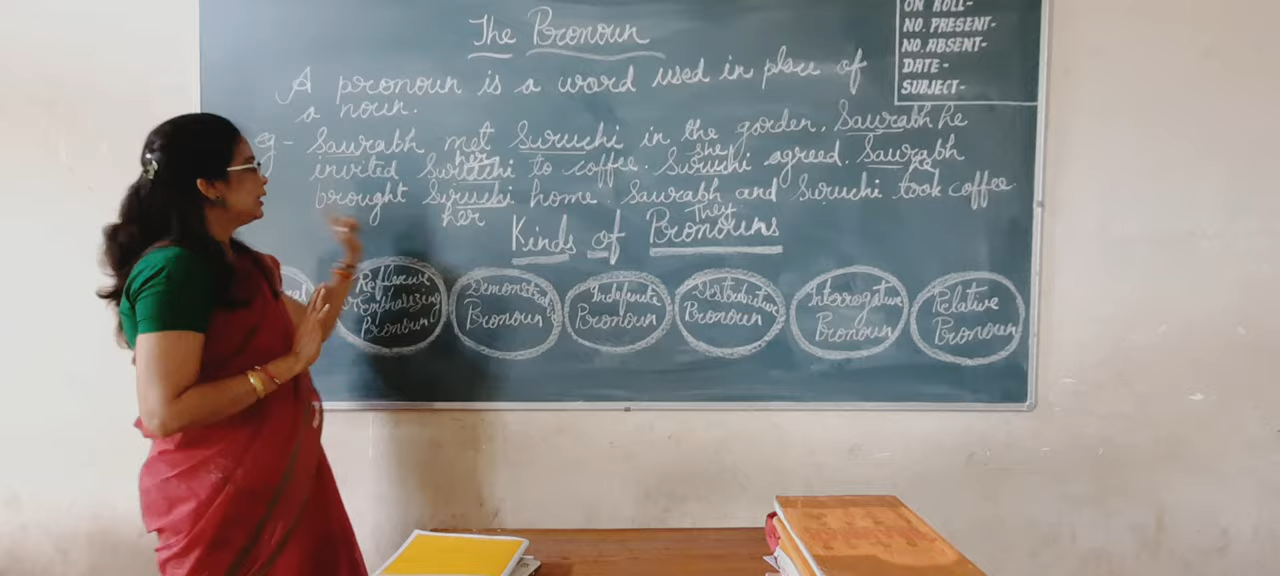 The Pronoun
ON ROLL-
NO. PRESENT-
NO. ABSENT-
DATE-
SUBJECT-
A pronoun is a word used in place of
a noun.
eg- Saurabh met Suruchi in the garden. Saurabh he
her she
invited Suruchi to coffee. Suruchi agreed. Saurabh
he
brought Suruchi home. Saurabh and Suruchi took coffee
her They
Kinds of Pronouns
Reflexive
Emphasizing
Pronoun
Demonstrat
Pronoun
Indefinite
Pronoun
Distributive
Pronoun
Interrogative
Pronoun
Relative
Pronoun